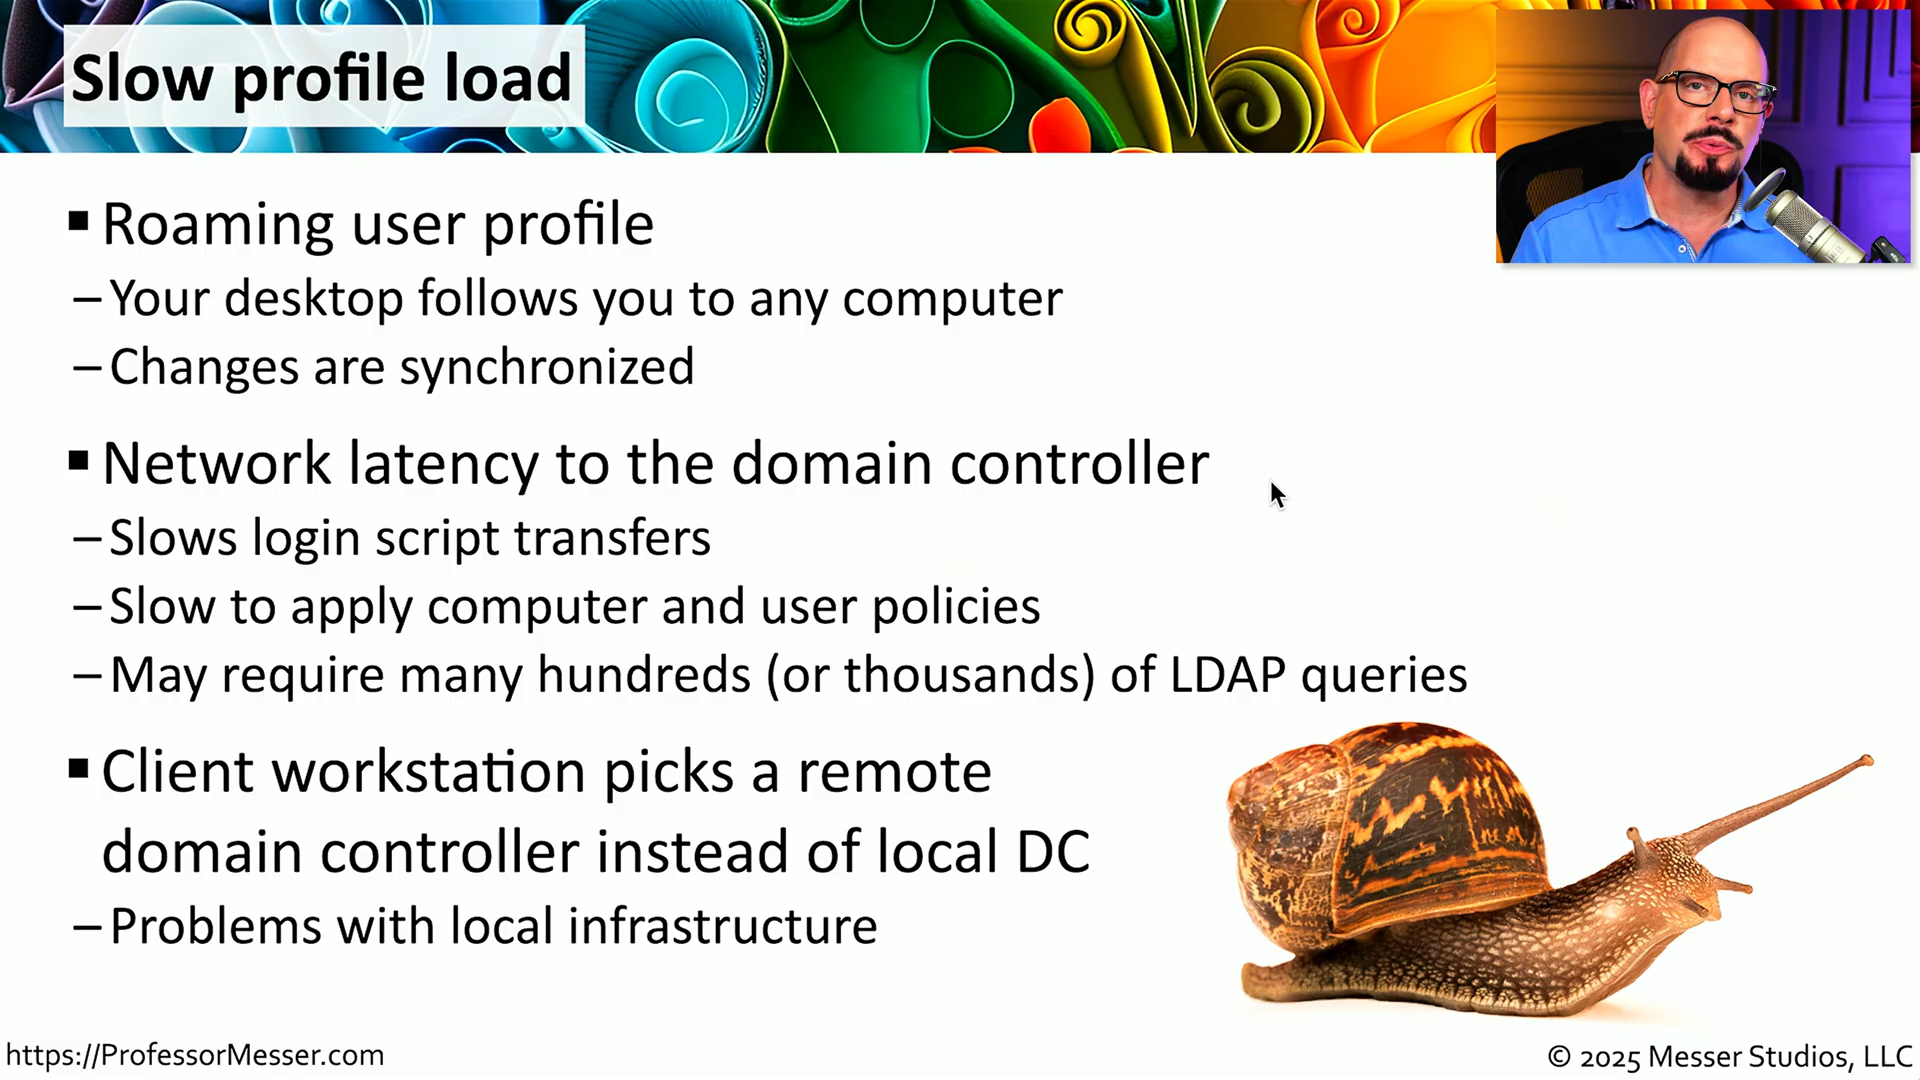 Slow profile load
▪ Roaming user profile
– Your desktop follows you to any computer
– Changes are synchronized
▪ Network latency to the domain controller
– Slows login script transfers
– Slow to apply computer and user policies
– May require many hundreds (or thousands) of LDAP queries
▪ Client workstation picks a remote
domain controller instead of local DC
– Problems with local infrastructure
https://ProfessorMesser.com
© 2025 Messer Studios, LLC